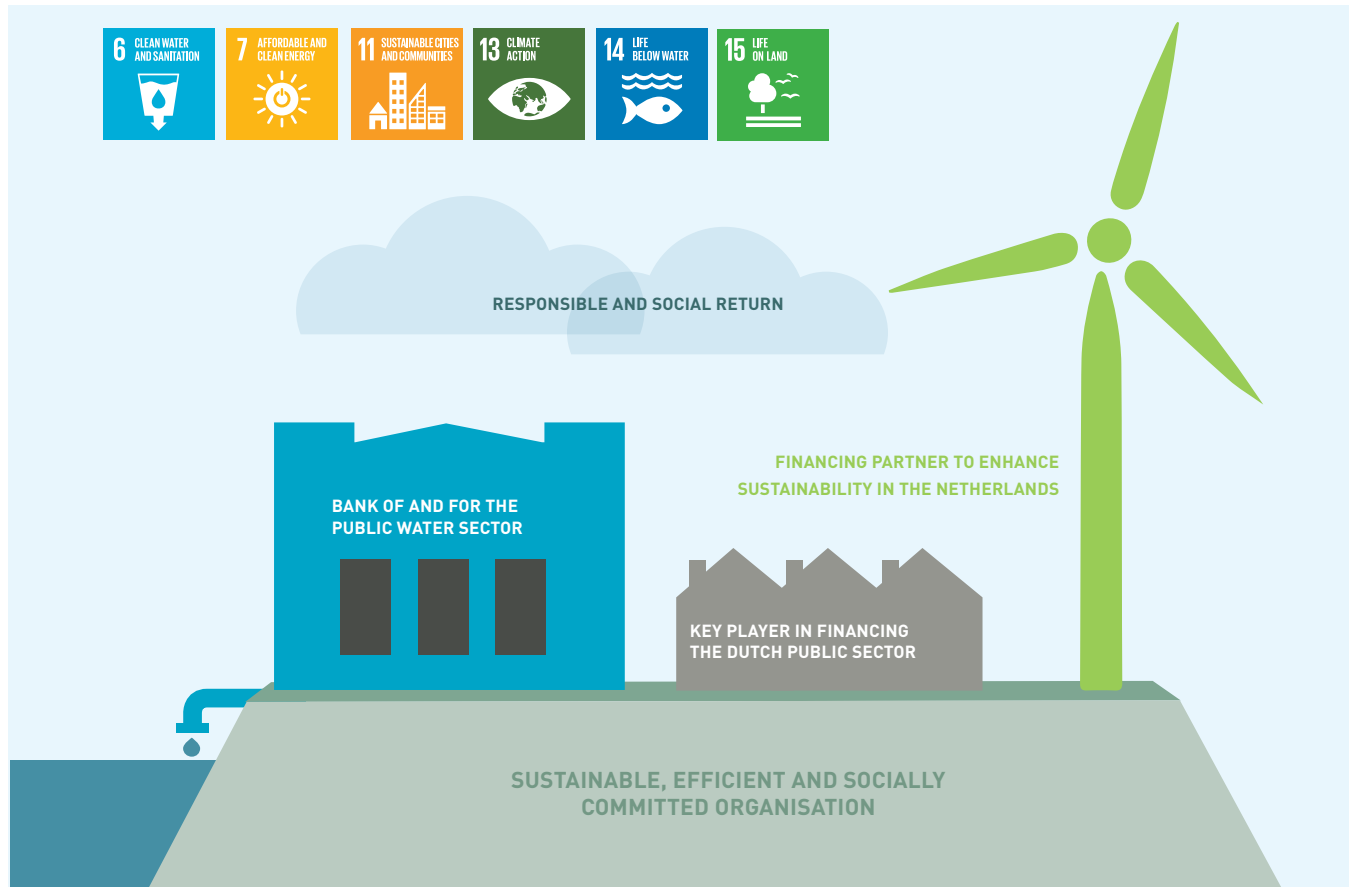 6 CLEAN WATER
AND SANITATION
7 AFFORDABLE AND
CLEAN ENERGY
11 SUSTAINABLE CITIES
AND COMMUNITIES
13 CLIMATE
ACTION
14 LIFE
BELOW WATER
15 LIFE
ON LAND
RESPONSIBLE AND SOCIAL RETURN
FINANCING PARTNER TO ENHANCE
SUSTAINABILITY IN THE NETHERLANDS
BANK OF AND FOR THE
PUBLIC WATER SECTOR
KEY PLAYER IN FINANCING
THE DUTCH PUBLIC SECTOR
SUSTAINABLE, EFFICIENT AND SOCIALLY
COMMITTED ORGANISATION